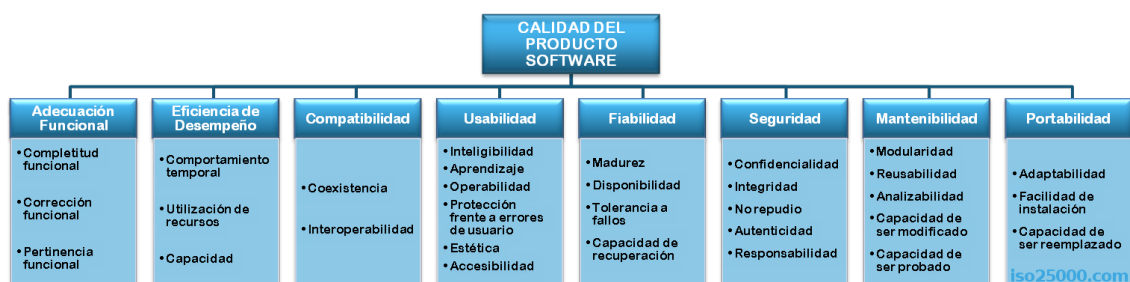 CALIDAD DEL
PRODUCTO
SOFTWARE
Adecuación
Funcional
• Completitud
funcional
• Corrección
funcional
• Pertinencia
funcional
Eficiencia de
Desempeño
• Comportamiento
temporal
• Utilización de
recursos
• Capacidad
Compatibilidad
• Coexistencia
• Interoperabilidad
Usabilidad
• Inteligibilidad
• Aprendizaje
• Operabilidad
• Protección
frente a errores
de usuario
• Estética
• Accesibilidad
Fiabilidad
• Madurez
• Disponibilidad
• Tolerancia a
fallos
• Capacidad de
recuperación
Seguridad
• Confidencialidad
• Integridad
• No repudio
• Autenticidad
• Responsabilidad
Mantenibilidad
• Modularidad
• Reusabilidad
• Analizabilidad
• Capacidad de
ser modificado
• Capacidad de
ser probado
Portabilidad
• Adaptabilidad
• Facilidad de
instalación
• Capacidad de
ser reemplazado
iso25000.com